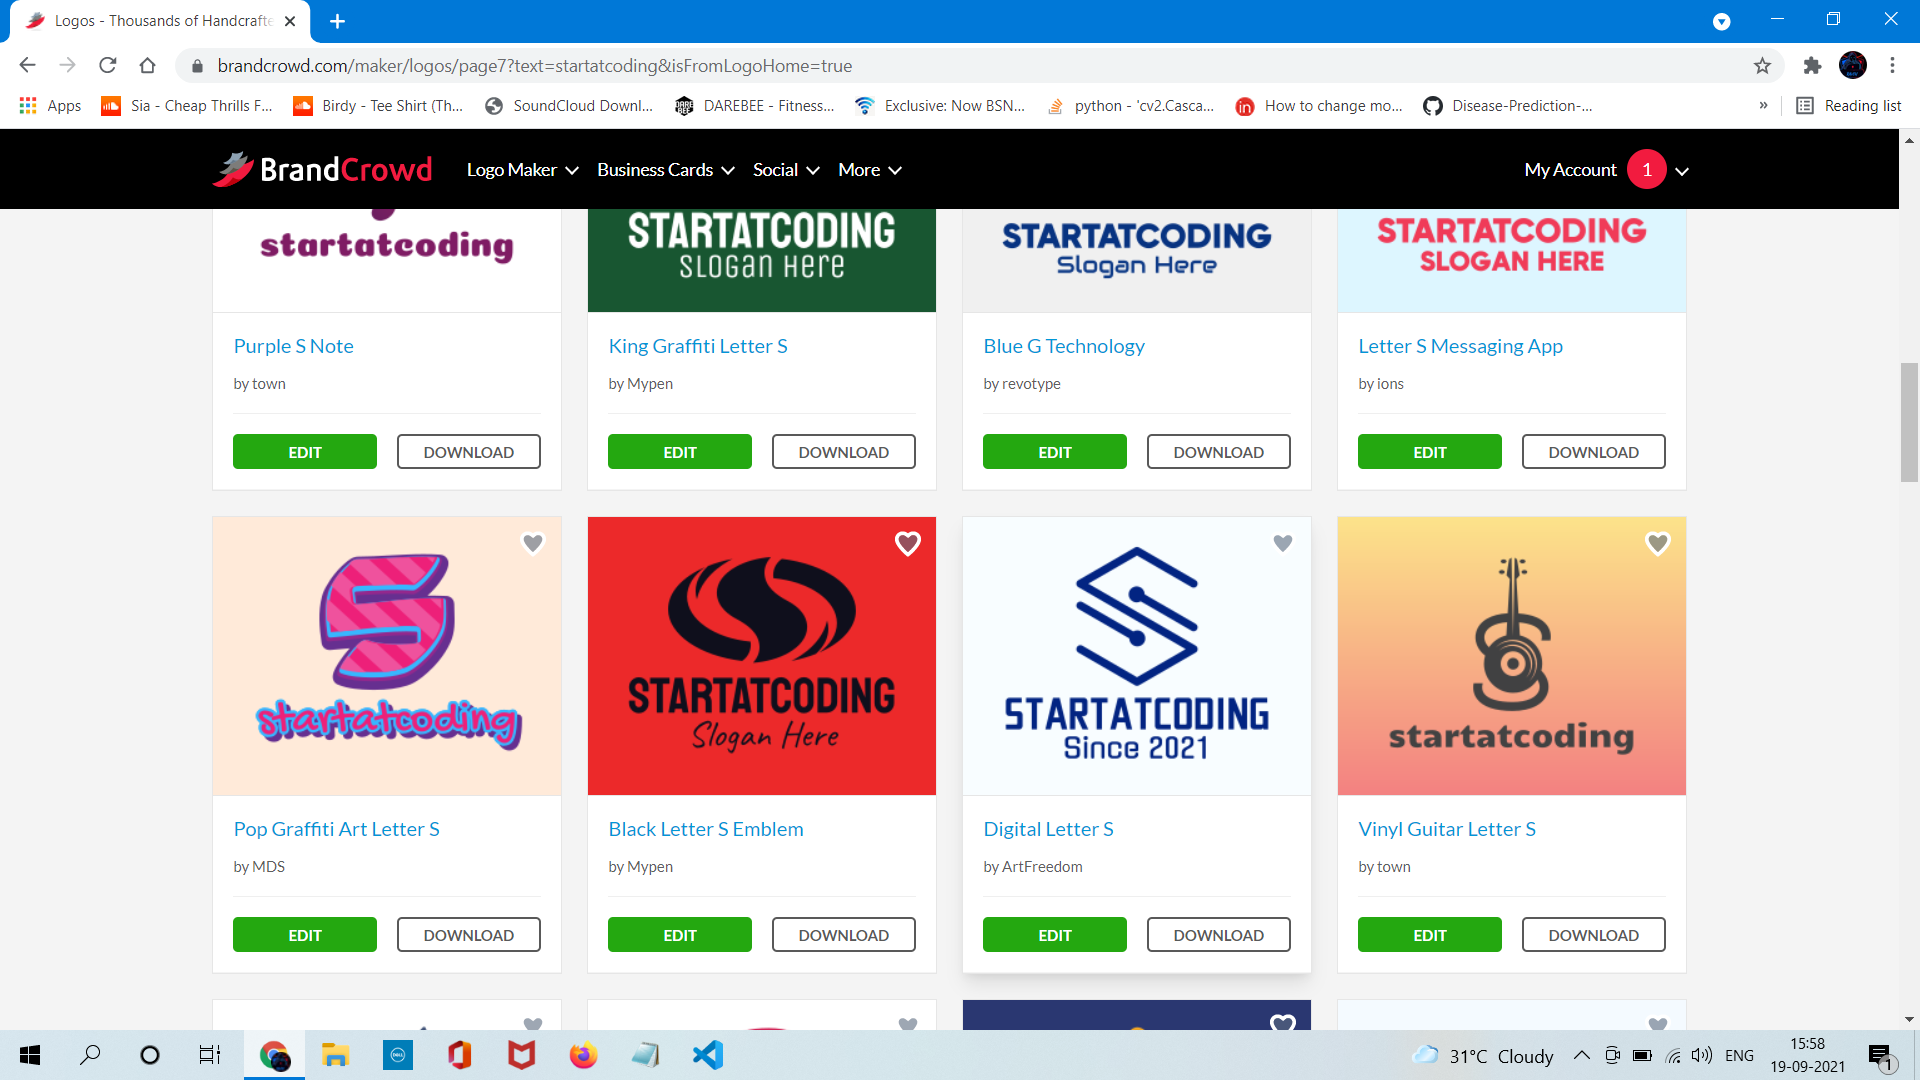 Logos - Thousands of Handcrafte
brandcrowd.com/maker/logos/page7?text=startatcoding&isFromLogoHome=true
Apps
Sia - Cheap Thrills F...
Birdy - Tee Shirt (Th...
SoundCloud Downl...
DAREBEE - Fitness...
Exclusive: Now BSN...
python - 'cv2.Casca...
How to change mo...
Disease-Prediction-...
»
Reading list
BrandCrowd
Logo Maker
Business Cards
Social
More
My Account
1
startatcoding
STARTATCODING
SLOGAN HERE
STARTATCODING
Slogan Here
STARTATCODING
SLOGAN HERE
Purple S Note
by town
EDIT
DOWNLOAD
King Graffiti Letter S
by Mypen
EDIT
DOWNLOAD
Blue G Technology
by revotype
EDIT
DOWNLOAD
Letter S Messaging App
by ions
EDIT
DOWNLOAD
S
startatcoding
STARTATCODING
Slogan Here
STARTATCODING
Since 2021
startatcoding
Pop Graffiti Art Letter S
by MDS
EDIT
DOWNLOAD
Black Letter S Emblem
by Mypen
EDIT
DOWNLOAD
Digital Letter S
by ArtFreedom
EDIT
DOWNLOAD
Vinyl Guitar Letter S
by town
EDIT
DOWNLOAD
31°C Cloudy
ENG
15:58
19-09-2021
1